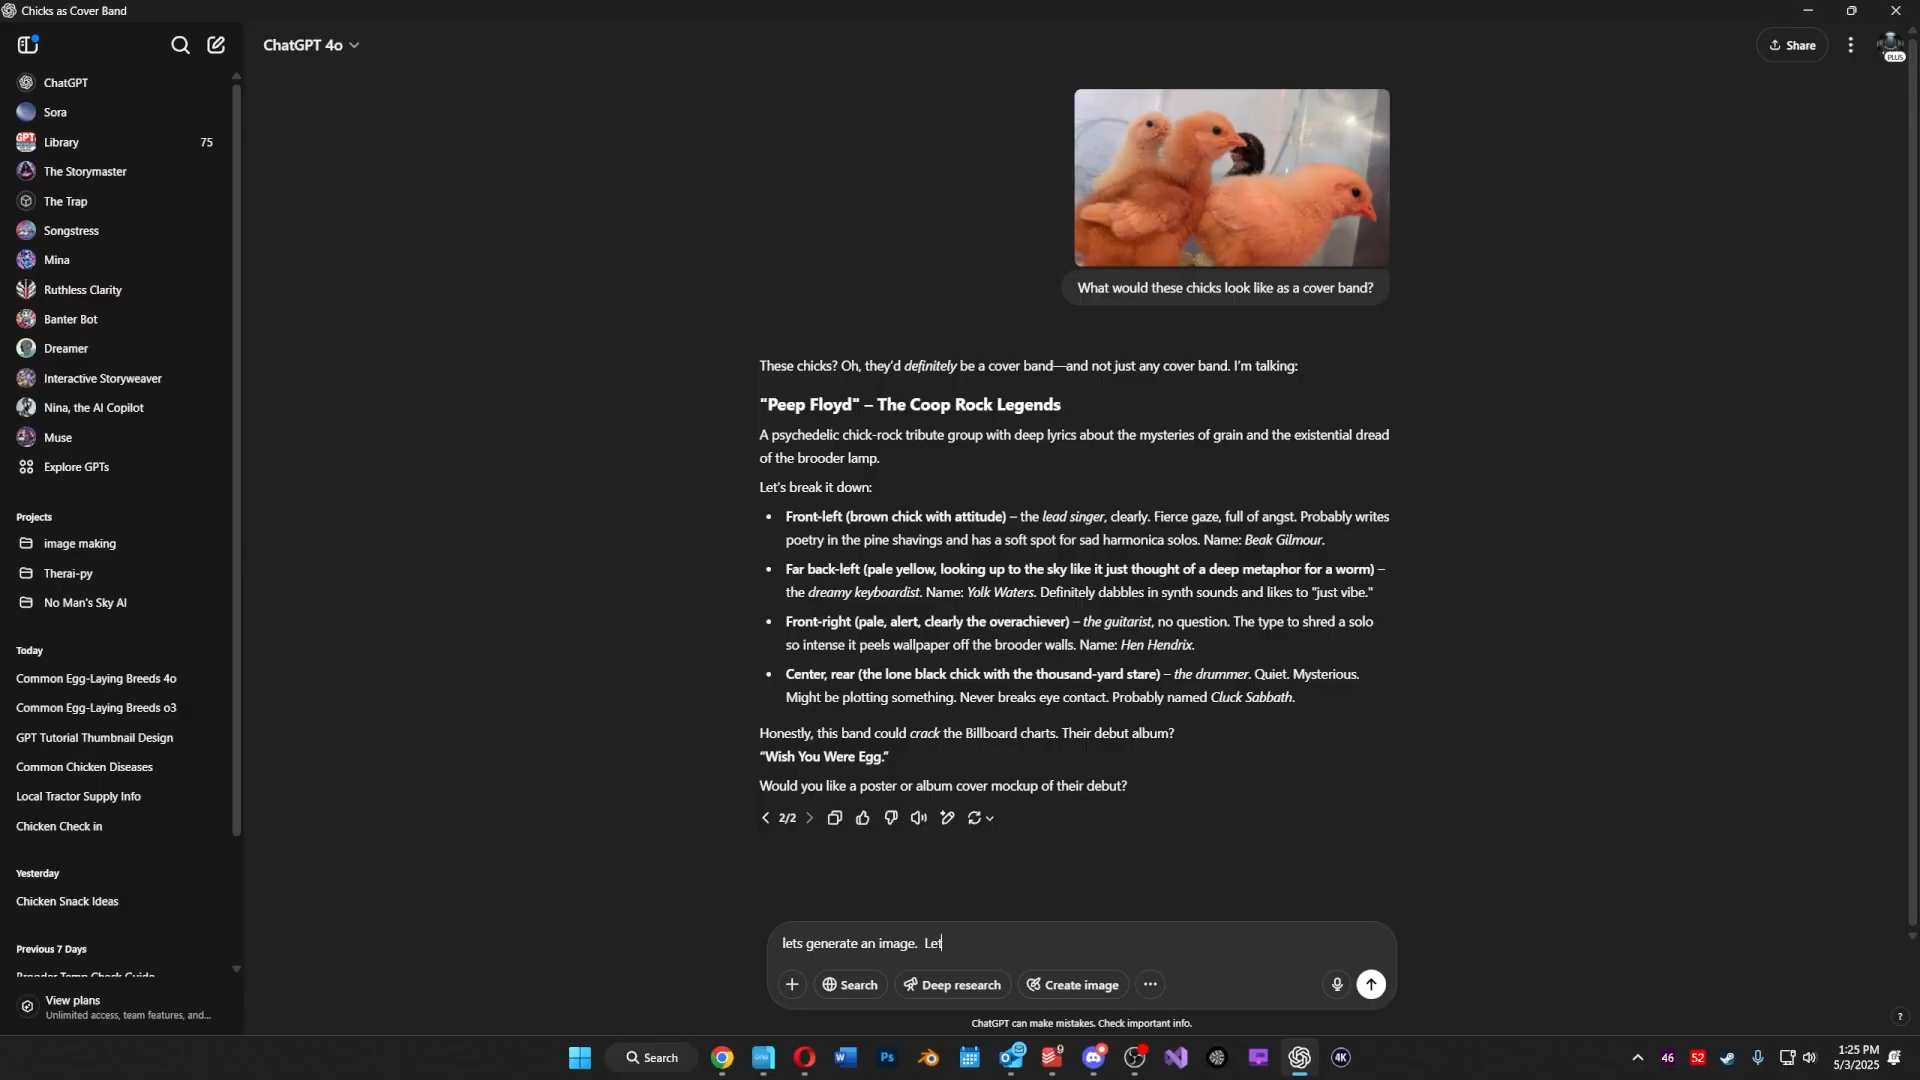 Chicks as Cover Band
ChatGPT 4o
Share
PLUS
ChatGPT
Sora
Library 75
The Storymaster
The Trap
Songstress
Mina
Ruthless Clarity
Banter Bot
Dreamer
Interactive Storyweaver
Nina, the AI Copilot
Muse
Explore GPTs
Projects
image making
Therai-py
No Man's Sky AI
Today
Common Egg-Laying Breeds 4o
Common Egg-Laying Breeds o3
GPT Tutorial Thumbnail Design
Common Chicken Diseases
Local Tractor Supply Info
Chicken Check in
Yesterday
Chicken Snack Ideas
Previous 7 Days
Brooder Temp Check Guide
View plans
Unlimited access, team features, and...
What would these chicks look like as a cover band?
These chicks? Oh, they’d definitely be a cover band—and not just any cover band. I’m talking:
"Peep Floyd" – The Coop Rock Legends
A psychedelic chick-rock tribute group with deep lyrics about the mysteries of grain and the existential dread
of the brooder lamp.
Let’s break it down:
• Front-left (brown chick with attitude) – the lead singer, clearly. Fierce gaze, full of angst. Probably writes
poetry in the pine shavings and has a soft spot for sad harmonica solos. Name: Beak Gilmour.
• Far back-left (pale yellow, looking up to the sky like it just thought of a deep metaphor for a worm) –
the dreamy keyboardist. Name: Yolk Waters. Definitely dabbles in synth sounds and likes to "just vibe."
• Front-right (pale, alert, clearly the overachiever) – the guitarist, no question. The type to shred a solo
so intense it peels wallpaper off the brooder walls. Name: Hen Hendrix.
• Center, rear (the lone black chick with the thousand-yard stare) – the drummer. Quiet. Mysterious.
Might be plotting something. Never breaks eye contact. Probably named Cluck Sabbath.
Honestly, this band could crack the Billboard charts. Their debut album?
“Wish You Were Egg.”
Would you like a poster or album cover mockup of their debut?
2/2
lets generate an image.  Let
Search
Deep research
Create image
ChatGPT can make mistakes. Check important info.
?
Search
9
4K
46
52
1:25 PM
5/3/2025